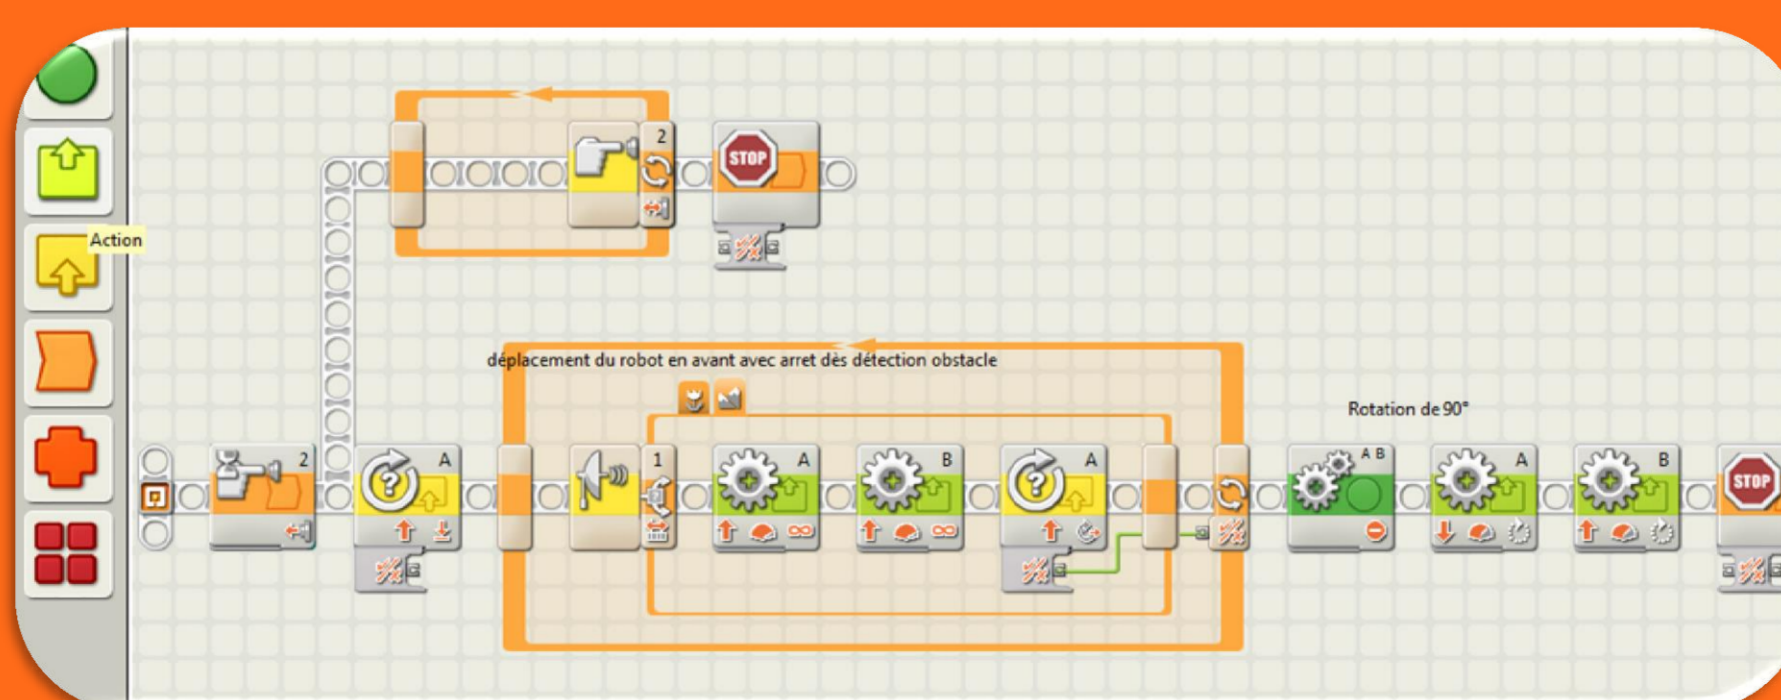 2
STOP
Action
déplacement du robot en avant avec arret dès détection obstacle
Rotation de 90°
2
A
1
A
B
A
A B
A
B
STOP